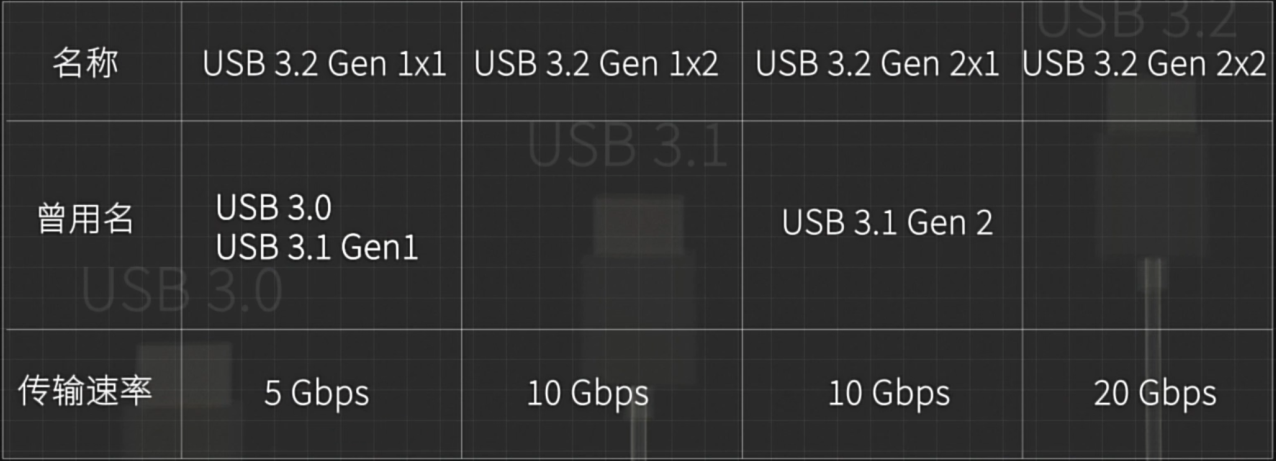 USB 3.2
名称
USB 3.2 Gen 1x1
USB 3.2 Gen 1x2
USB 3.2 Gen 2x1
USB 3.2 Gen 2x2
USB 3.1
曾用名
USB 3.0
USB 3.1 Gen1
USB 3.1 Gen 2
USB 3.0
传输速率
5 Gbps
10 Gbps
10 Gbps
20 Gbps